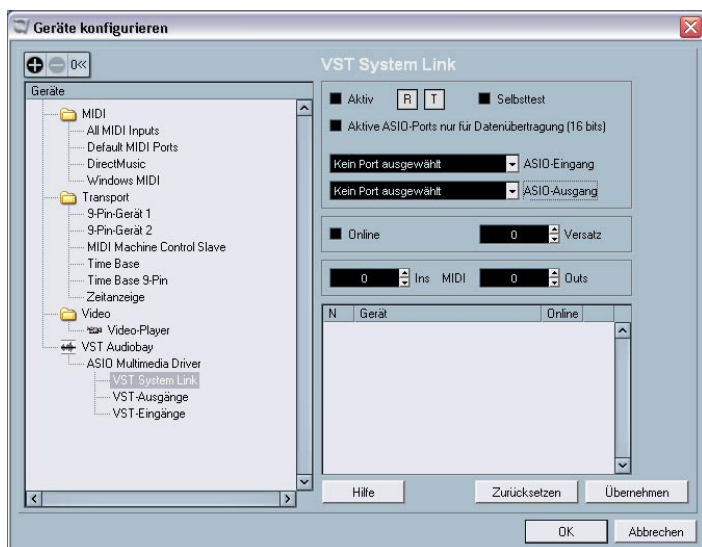 Geräte konfigurieren
0«
Geräte
MIDI
All MIDI Inputs
Default MIDI Ports
DirectMusic
Windows MIDI
Transport
9-Pin-Gerät 1
9-Pin-Gerät 2
MIDI Machine Control Slave
Time Base
Time Base 9-Pin
Zeitanzeige
Video
Video-Player
VST Audiobay
ASIO Multimedia Driver
VST System Link
VST-Ausgänge
VST-Eingänge
VST System Link
Aktiv R T Selbsttest
Aktive ASIO-Ports nur für Datenübertragung (16 bits)
Kein Port ausgewählt ASIO-Eingang
Kein Port ausgewählt ASIO-Ausgang
Online 0 Versatz
0 Ins MIDI 0 Outs
N Gerät Online
Hilfe Zurücksetzen Übernehmen
OK Abbrechen